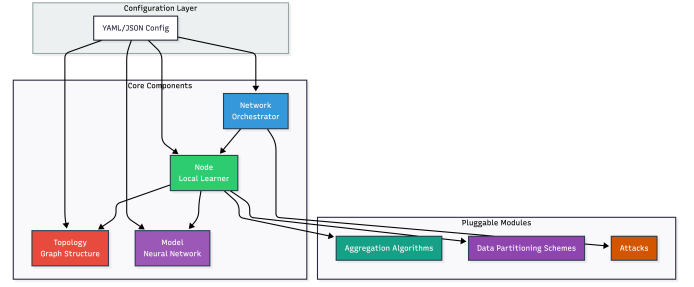 Configuration Layer
YAML/JSON Config
Core Components
Network
Orchestrator
Node
Local Learner
Topology
Graph Structure
Model
Neural Network
Pluggable Modules
Aggregation Algorithms
Data Partitioning Schemes
Attacks